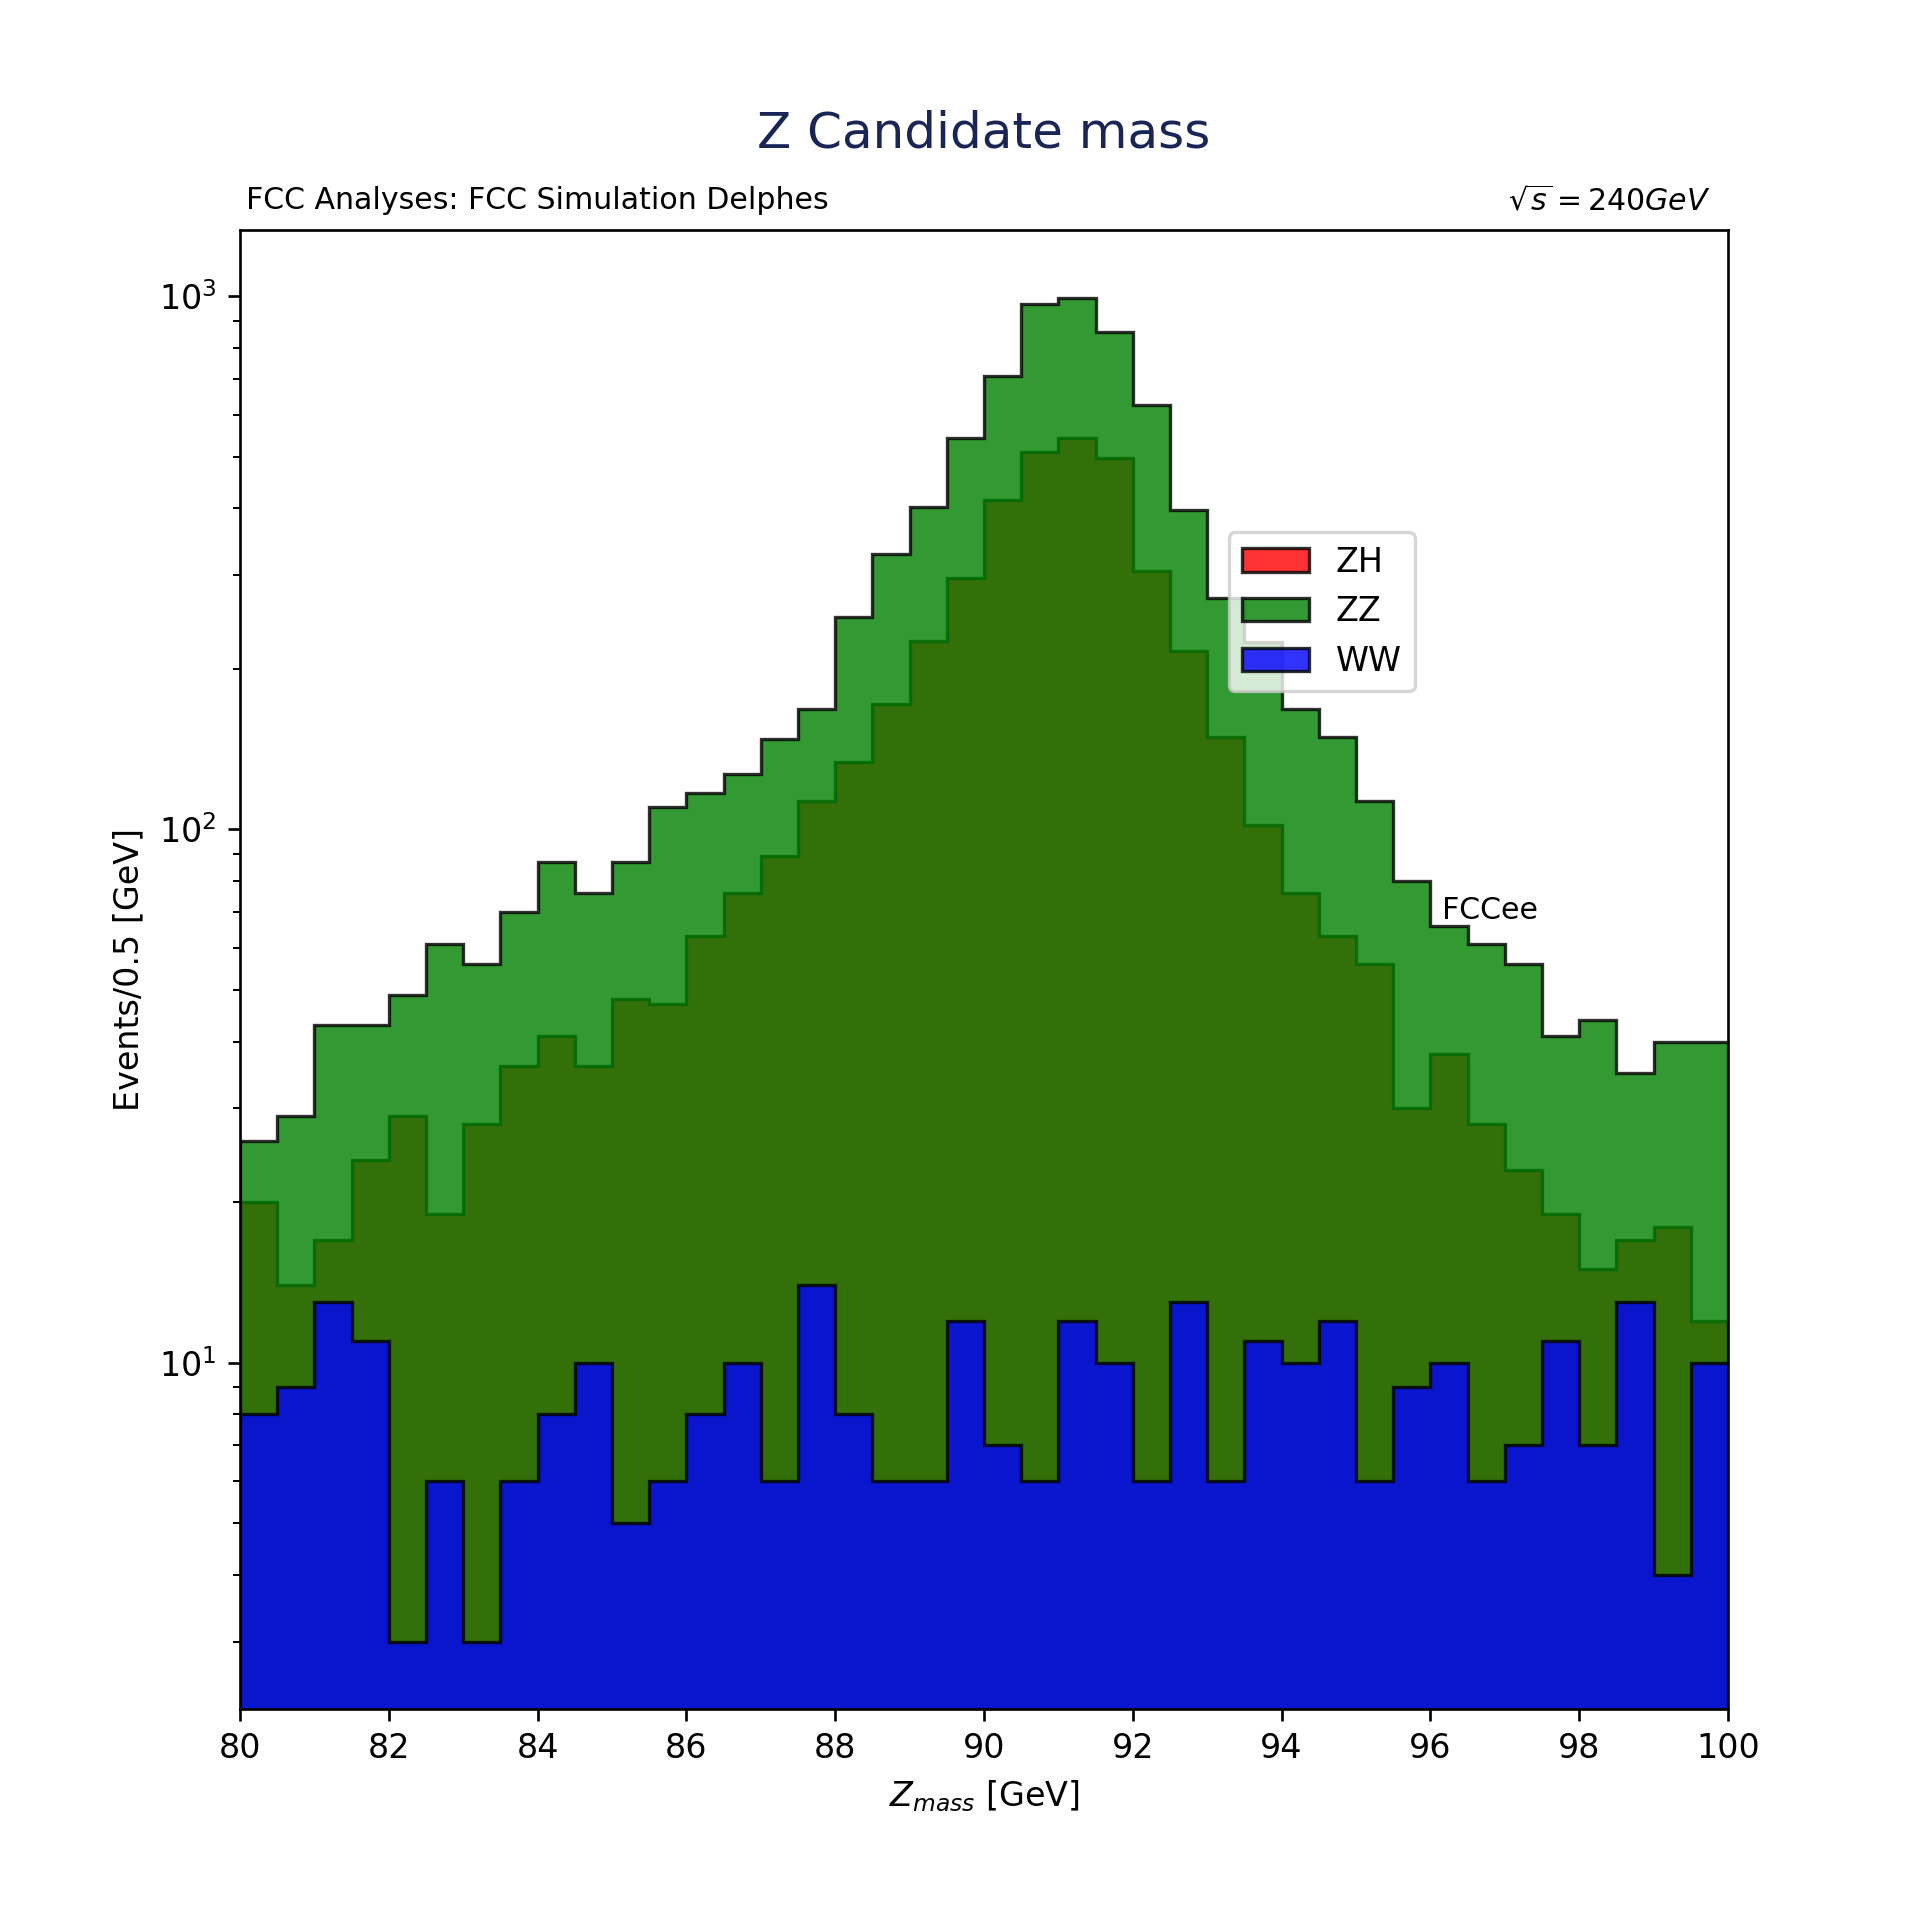 Z Candidate mass
FCC Analyses: FCC Simulation Delphes
√s = 240GeV
10³
10²
10¹
Events/0.5 [GeV]
ZH
ZZ
WW
FCCee
80 82 84 86 88 90 92 94 96 98 100
Z_mass [GeV]